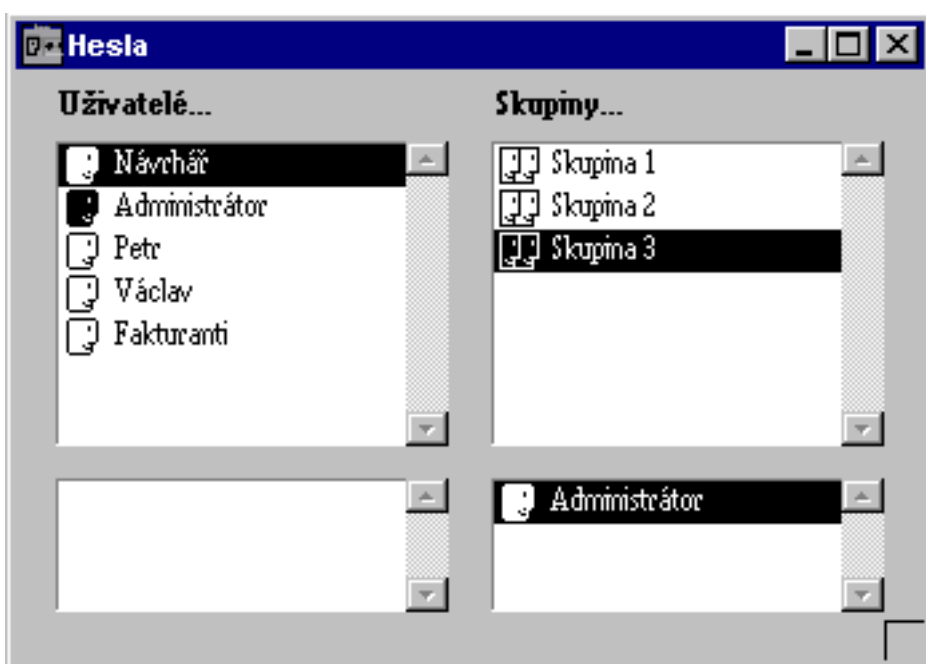 Hesla
Uživatelé...
Návrhář
Administrátor
Petr
Václav
Fakturanti
Skupiny...
Skupina 1
Skupina 2
Skupina 3
Administrátor